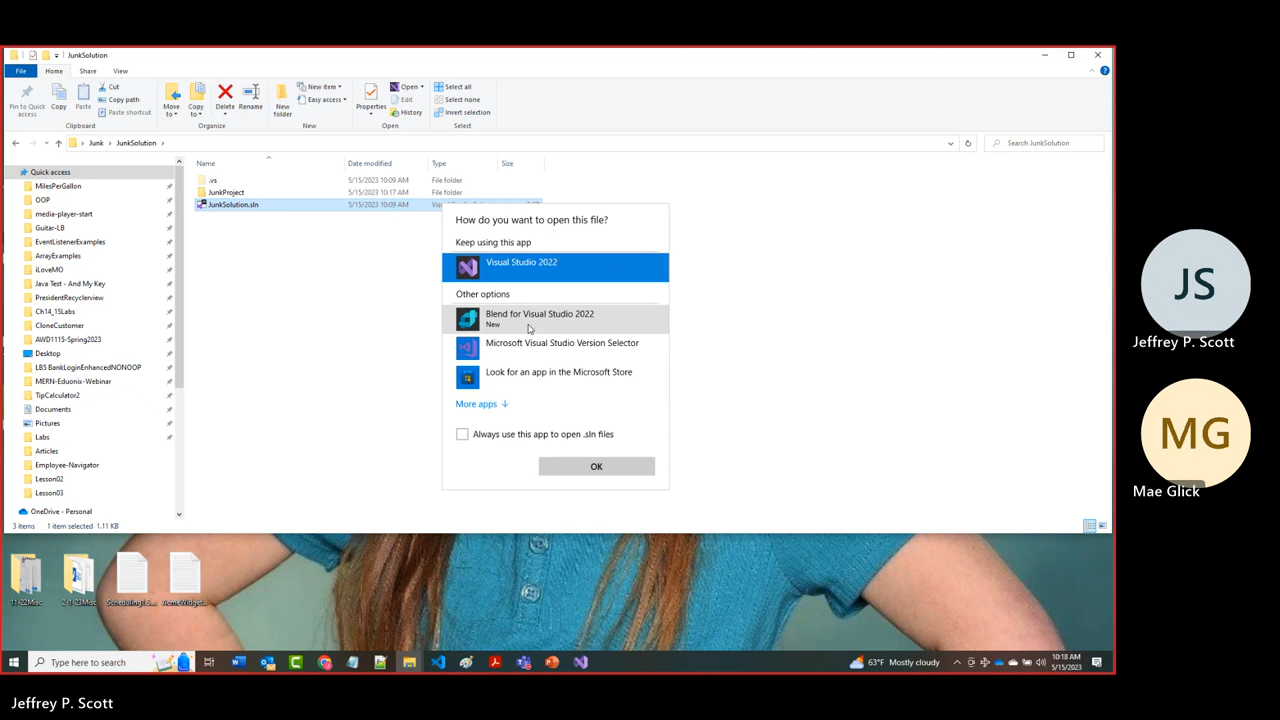 JunkSolution
File
Home
Share
View
Pin to Quick access
Copy
Paste
Cut
Copy path
Paste shortcut
Clipboard
Move to
Copy to
Delete
Rename
Organize
New folder
New item
Easy access
New
Properties
Open
Edit
History
Open
Select all
Select none
Invert selection
Select
Junk
JunkSolution
Search JunkSolution
Name
Date modified
Type
Size
.vs
5/15/2023 10:09 AM
File folder
JunkProject
5/15/2023 10:17 AM
File folder
JunkSolution.sln
5/15/2023 10:09 AM
Quick access
MilesPerGallon
OOP
media-player-start
Guitar-LB
EventListenerExamples
ArrayExamples
iLoveMO
Java Test - And My Key
PresidentRecyclerview
Ch14_15Labs
CloneCustomer
AWD1115-Spring2023
Desktop
LB5 BankLoginEnhancedNONOOP
MERN-Eduonix-Webinar
TipCalculator2
Documents
Pictures
Labs
Articles
Employee-Navigator
Lesson02
Lesson03
OneDrive - Personal
3 items
1 item selected 1.11 KB
How do you want to open this file?
Keep using this app
Visual Studio 2022
Other options
Blend for Visual Studio 2022
New
Microsoft Visual Studio Version Selector
Look for an app in the Microsoft Store
More apps
Always use this app to open .sln files
OK
11-22Misc
2-1-23Misc
Type here to search
63°F Mostly cloudy
10:18 AM
5/15/2023
JS
Jeffrey P. Scott
MG
Mae Glick
Jeffrey P. Scott